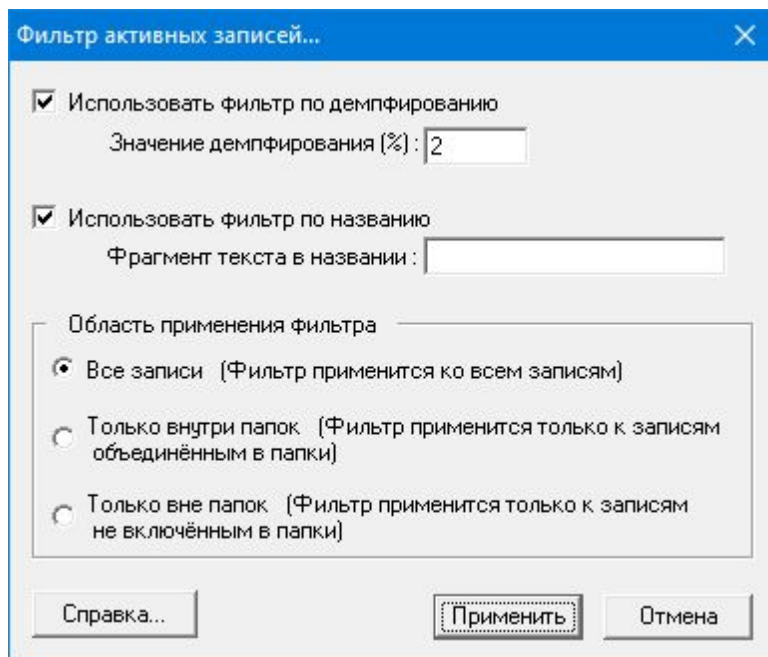 Фильтр активных записей...
Использовать фильтр по демпфированию
Значение демпфирования (%) : 2
Использовать фильтр по названию
Фрагмент текста в названии :
Область применения фильтра
Все записи (Фильтр применится ко всем записям)
Только внутри папок (Фильтр применится только к записям
объединённым в папки)
Только вне папок (Фильтр применится только к записям
не включённым в папки)
Справка... Применить Отмена